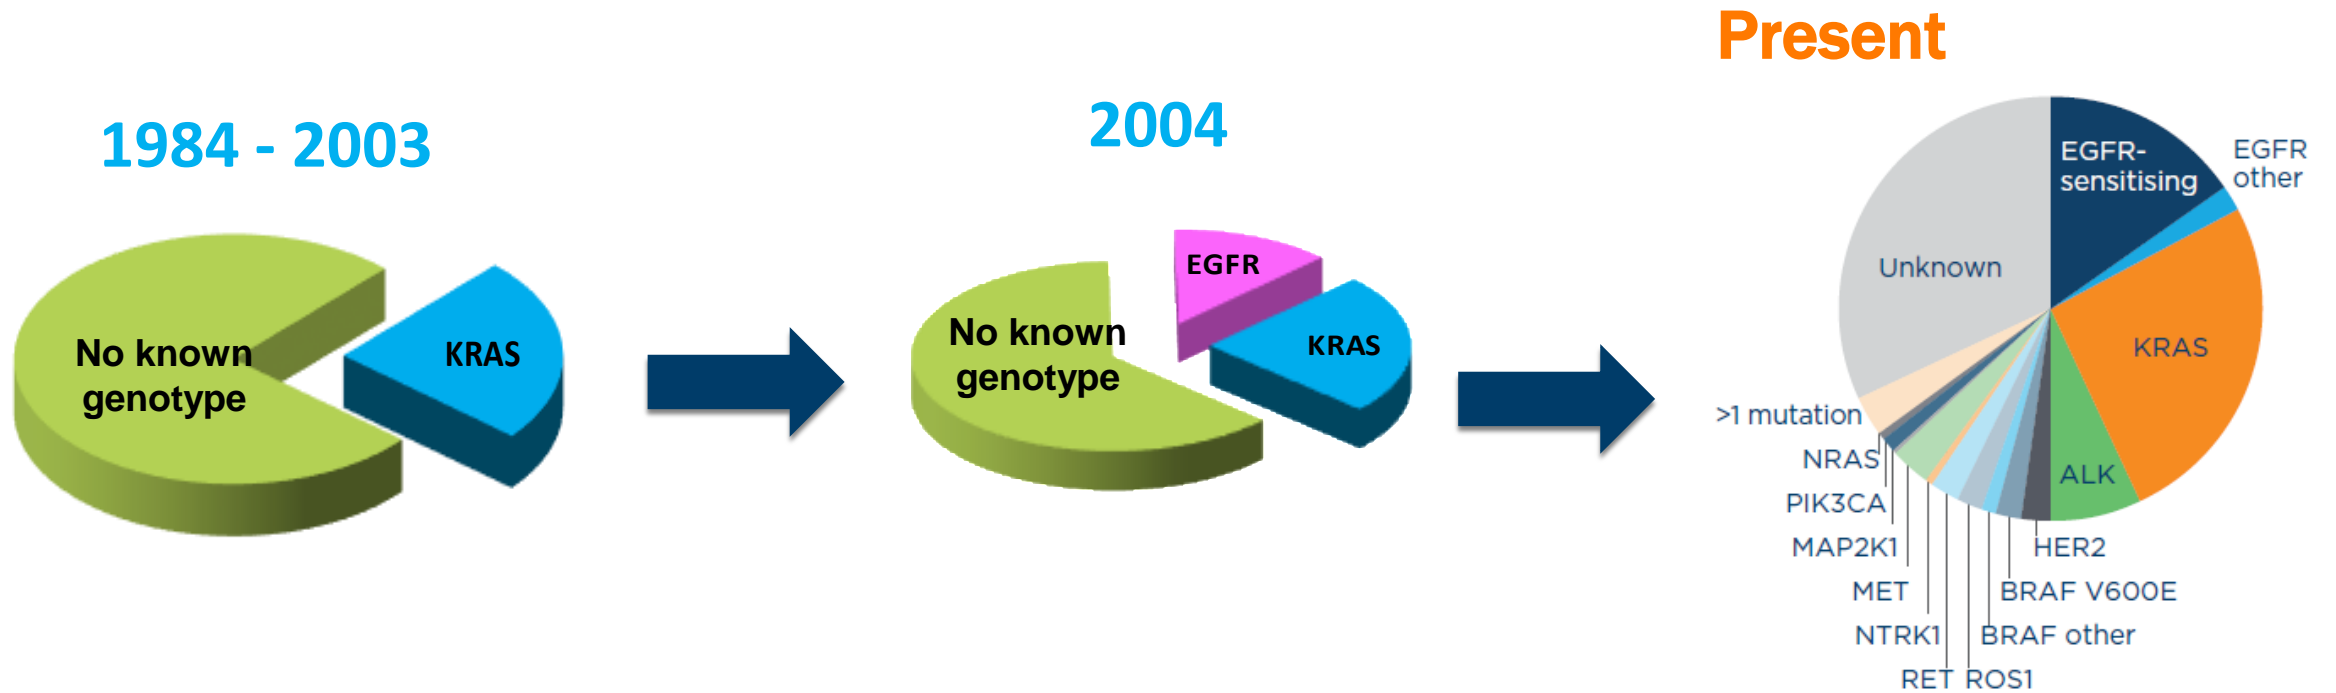 1984 - 2003
No known
genotype
KRAS
2004
EGFR
No known
genotype
KRAS
Present
EGFR-
sensitising
EGFR
other
Unknown
KRAS
>1 mutation
NRAS
ALK
PIK3CA
MAP2K1
HER2
MET
BRAF V600E
NTRK1
BRAF other
RET
ROS1